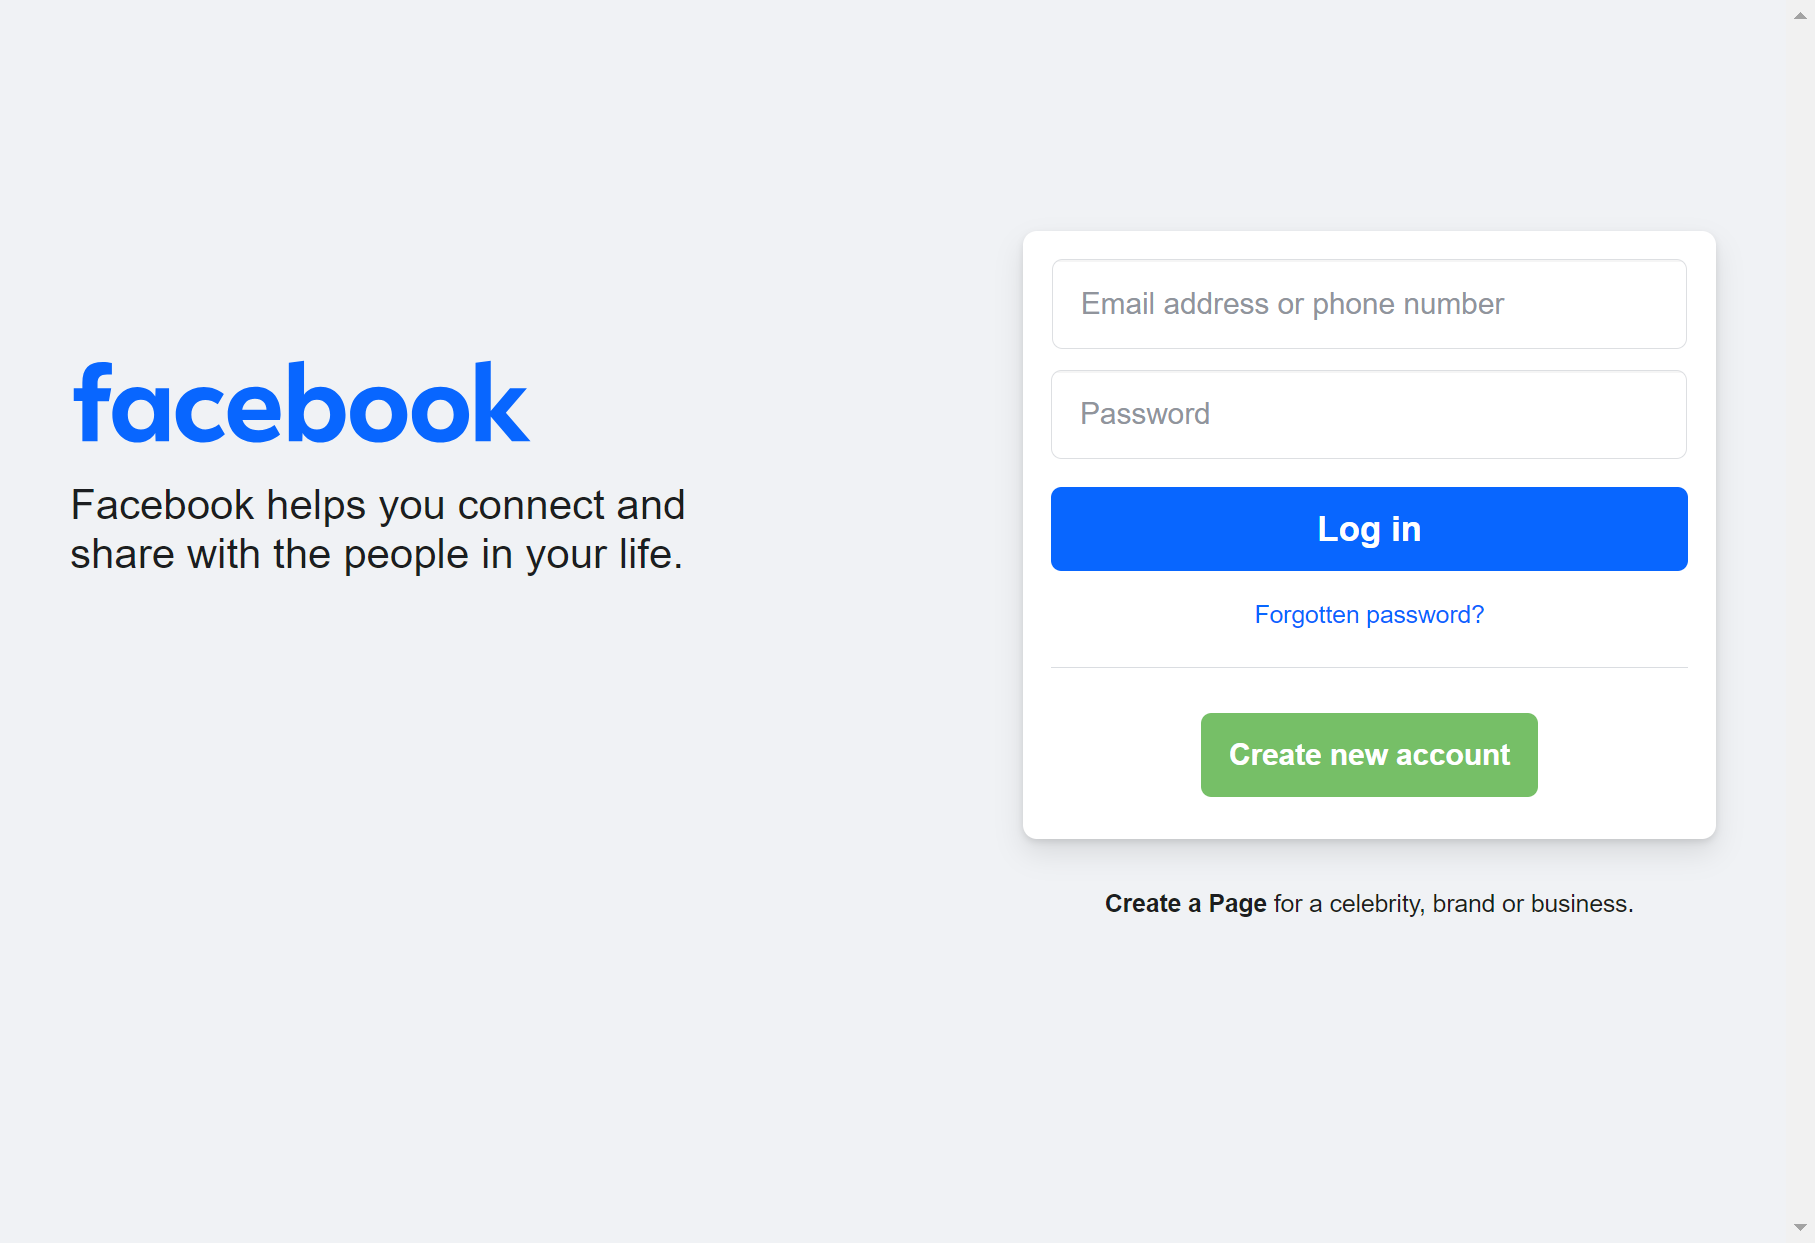 facebook
Facebook helps you connect and
share with the people in your life.
Email address or phone number
Password
Log in
Forgotten password?
Create new account
Create a Page for a celebrity, brand or business.